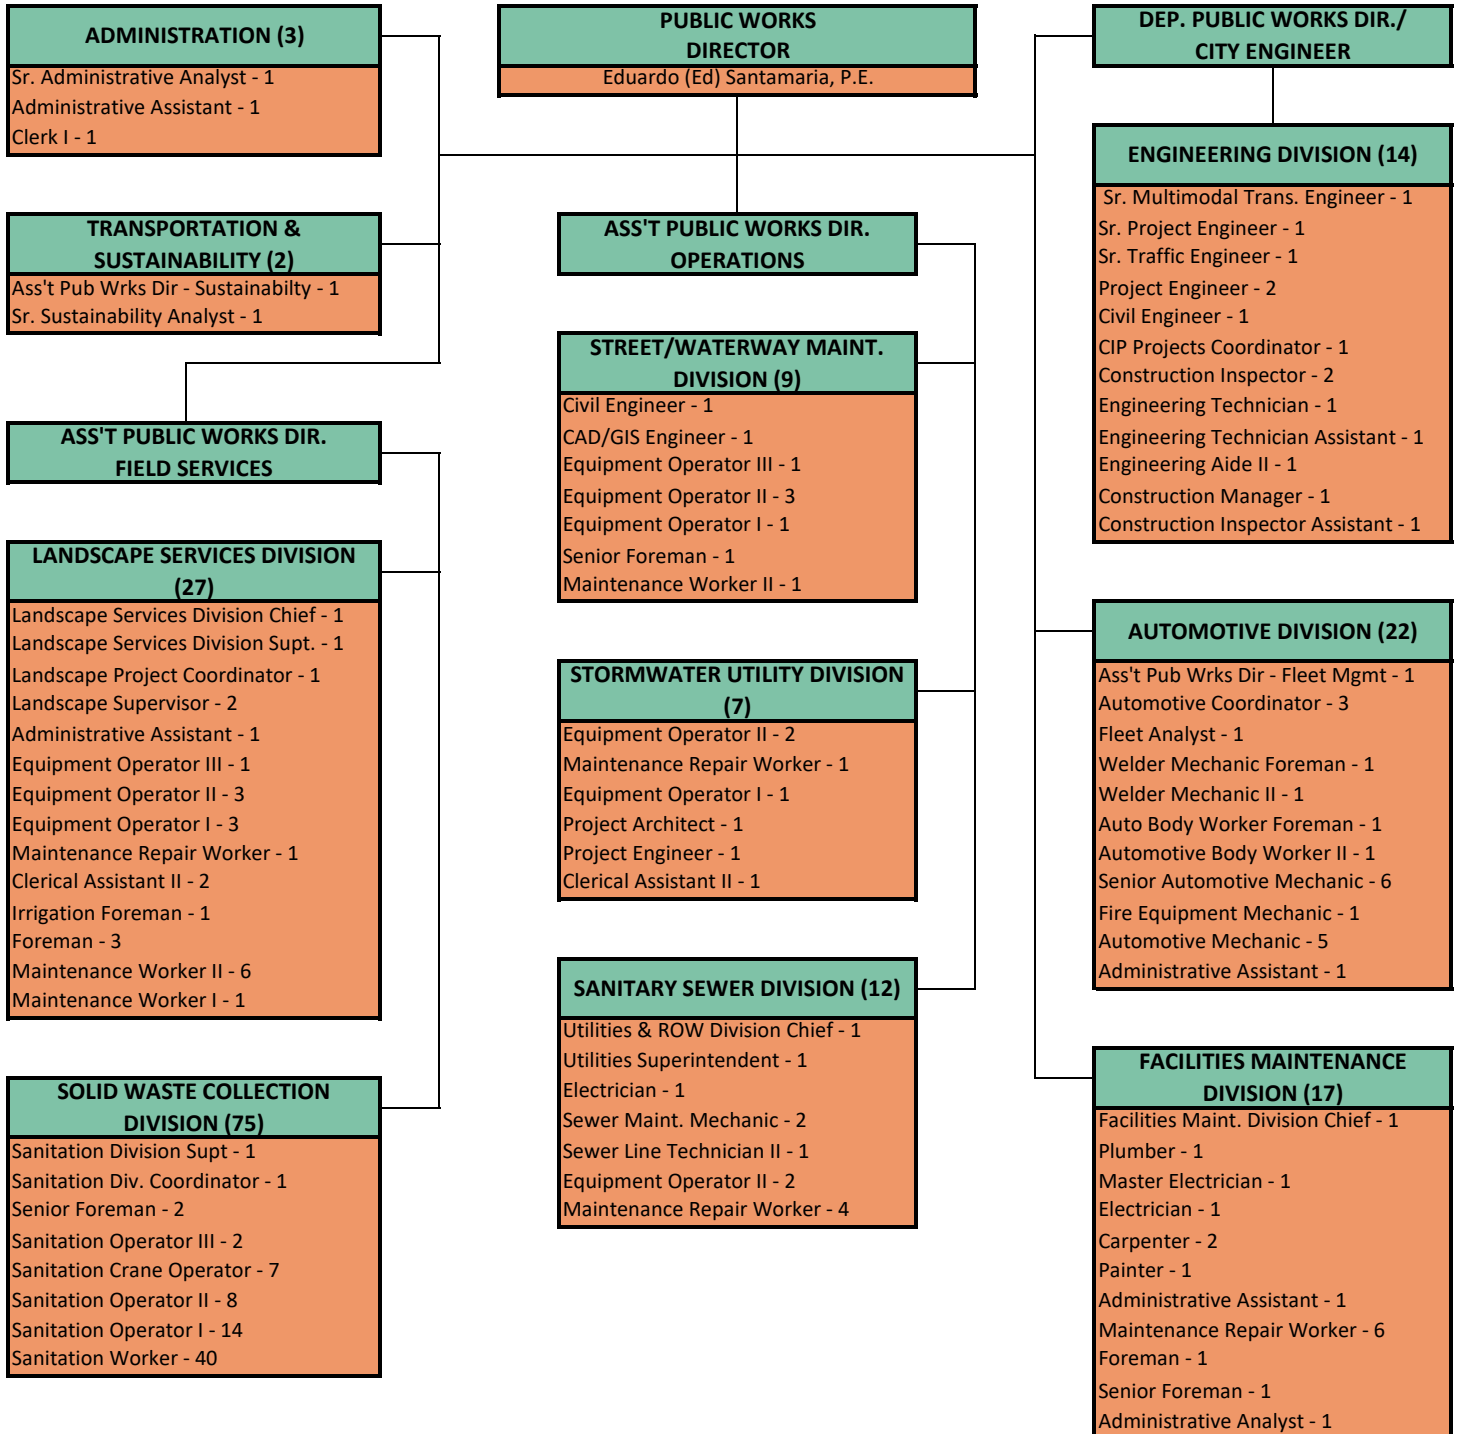 ADMINISTRATION (3)
Sr. Administrative Analyst - 1
Administrative Assistant - 1
Clerk I - 1
PUBLIC WORKS
DIRECTOR
Eduardo (Ed) Santamaria, P.E.
DEP. PUBLIC WORKS DIR./
CITY ENGINEER
ENGINEERING DIVISION (14)
Sr. Multimodal Trans. Engineer - 1
Sr. Project Engineer - 1
Sr. Traffic Engineer - 1
Project Engineer - 2
Civil Engineer - 1
CIP Projects Coordinator - 1
Construction Inspector - 2
Engineering Technician - 1
Engineering Technician Assistant - 1
Engineering Aide II - 1
Construction Manager - 1
Construction Inspector Assistant - 1
TRANSPORTATION &
SUSTAINABILITY (2)
Ass't Pub Wrks Dir - Sustainabilty - 1
Sr. Sustainability Analyst - 1
ASS'T PUBLIC WORKS DIR.
OPERATIONS
STREET/WATERWAY MAINT.
DIVISION (9)
Civil Engineer - 1
CAD/GIS Engineer - 1
Equipment Operator III - 1
Equipment Operator II - 3
Equipment Operator I - 1
Senior Foreman - 1
Maintenance Worker II - 1
ASS'T PUBLIC WORKS DIR.
FIELD SERVICES
LANDSCAPE SERVICES DIVISION
(27)
Landscape Services Division Chief - 1
Landscape Services Division Supt. - 1
Landscape Project Coordinator - 1
Landscape Supervisor - 2
Administrative Assistant - 1
Equipment Operator III - 1
Equipment Operator II - 3
Equipment Operator I - 3
Maintenance Repair Worker - 1
Clerical Assistant II - 2
Irrigation Foreman - 1
Foreman - 3
Maintenance Worker II - 6
Maintenance Worker I - 1
STORMWATER UTILITY DIVISION
(7)
Equipment Operator II - 2
Maintenance Repair Worker - 1
Equipment Operator I - 1
Project Architect - 1
Project Engineer - 1
Clerical Assistant II - 1
AUTOMOTIVE DIVISION (22)
Ass't Pub Wrks Dir - Fleet Mgmt - 1
Automotive Coordinator - 3
Fleet Analyst - 1
Welder Mechanic Foreman - 1
Welder Mechanic II - 1
Auto Body Worker Foreman - 1
Automotive Body Worker II - 1
Senior Automotive Mechanic - 6
Fire Equipment Mechanic - 1
Automotive Mechanic - 5
Administrative Assistant - 1
SOLID WASTE COLLECTION
DIVISION (75)
Sanitation Division Supt - 1
Sanitation Div. Coordinator - 1
Senior Foreman - 2
Sanitation Operator III - 2
Sanitation Crane Operator - 7
Sanitation Operator II - 8
Sanitation Operator I - 14
Sanitation Worker - 40
SANITARY SEWER DIVISION (12)
Utilities & ROW Division Chief - 1
Utilities Superintendent - 1
Electrician - 1
Sewer Maint. Mechanic - 2
Sewer Line Technician II - 1
Equipment Operator II - 2
Maintenance Repair Worker - 4
FACILITIES MAINTENANCE
DIVISION (17)
Facilities Maint. Division Chief - 1
Plumber - 1
Master Electrician - 1
Electrician - 1
Carpenter - 2
Painter - 1
Administrative Assistant - 1
Maintenance Repair Worker - 6
Foreman - 1
Senior Foreman - 1
Administrative Analyst - 1